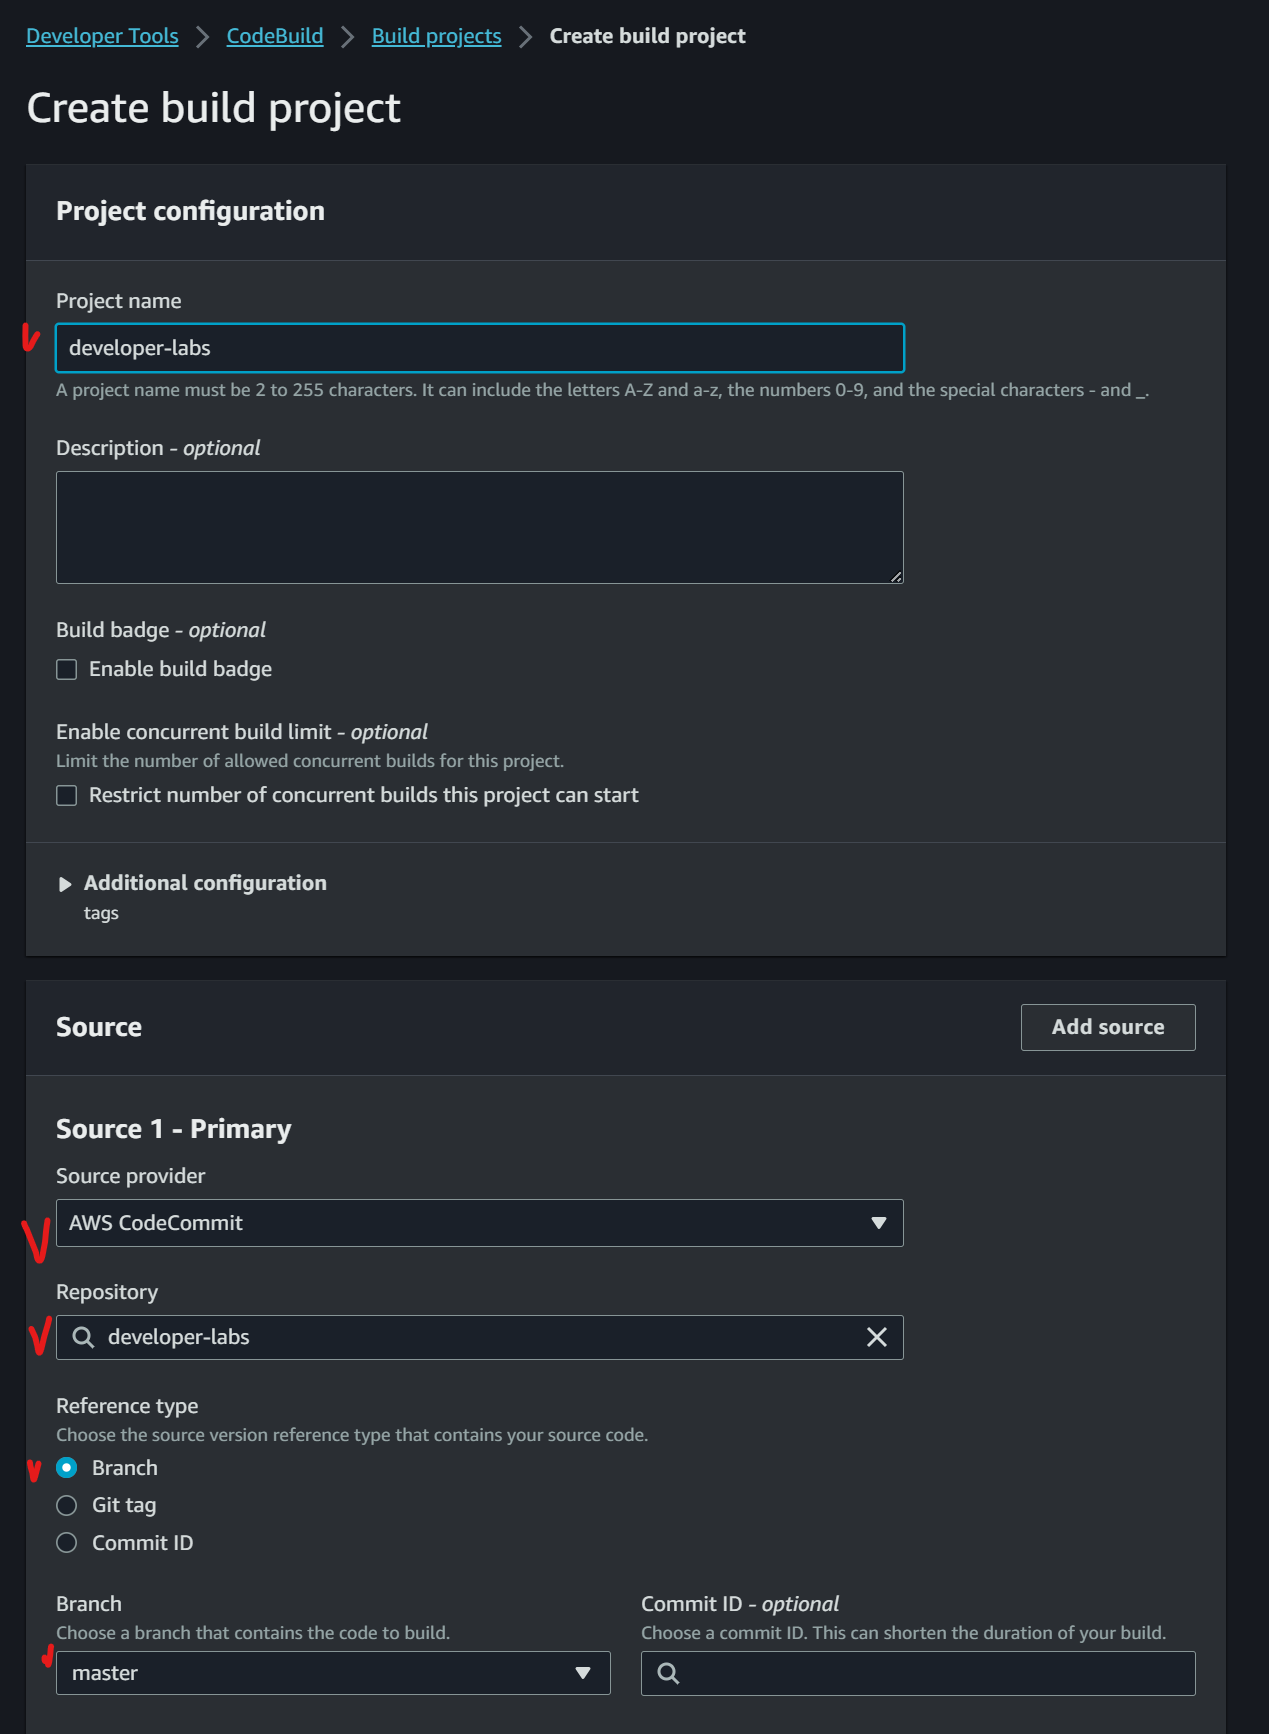 Developer Tools > CodeBuild > Build projects > Create build project
Create build project
Project configuration
Project name
developer-labs
A project name must be 2 to 255 characters. It can include the letters A-Z and a-z, the numbers 0-9, and the special characters - and _.
Description - optional
Build badge - optional
Enable build badge
Enable concurrent build limit - optional
Limit the number of allowed concurrent builds for this project.
Restrict number of concurrent builds this project can start
Additional configuration
tags
Source
Add source
Source 1 - Primary
Source provider
AWS CodeCommit
Repository
developer-labs
Reference type
Choose the source version reference type that contains your source code.
Branch
Git tag
Commit ID
Branch
Choose a branch that contains the code to build.
master
Commit ID - optional
Choose a commit ID. This can shorten the duration of your build.